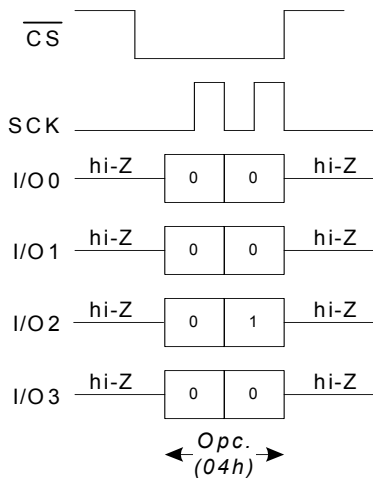 CS
SCK
hi-Z 0 0 hi-Z
I/O0
hi-Z 0 0 hi-Z
I/O1
hi-Z 0 1 hi-Z
I/O2
hi-Z 0 0 hi-Z
I/O3
Opc.
(04h)